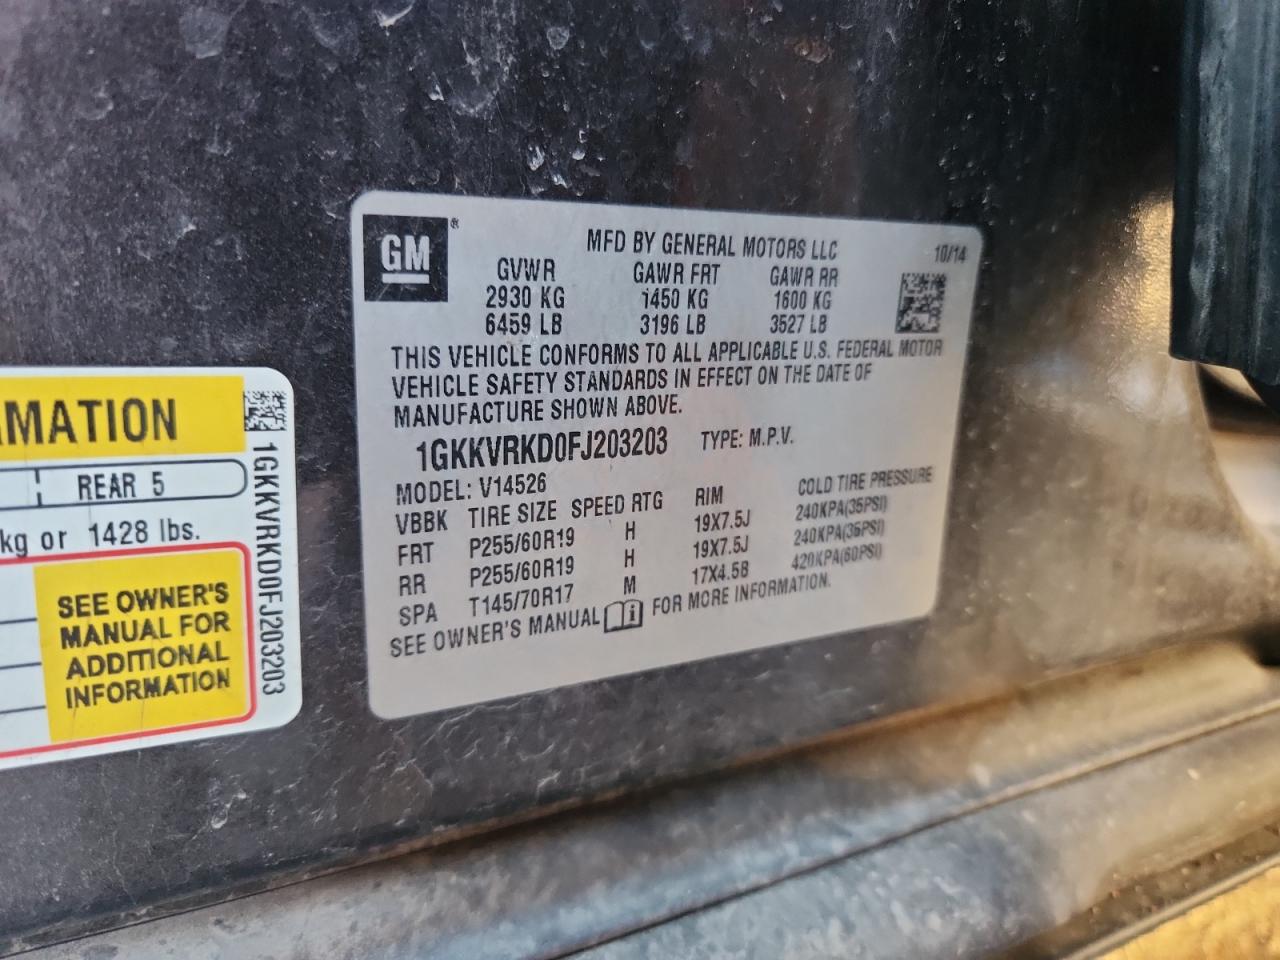 GM®
MFD BY GENERAL MOTORS LLC 10/14
GVWR GAWR FRT GAWR RR
2930 KG 1450 KG 1600 KG
6459 LB 3196 LB 3527 LB
THIS VEHICLE CONFORMS TO ALL APPLICABLE U.S. FEDERAL MOTOR
VEHICLE SAFETY STANDARDS IN EFFECT ON THE DATE OF
MANUFACTURE SHOWN ABOVE.
1GKKVRKD0FJ203203 TYPE: M.P.V.
MODEL: V14526
VBBK TIRE SIZE SPEED RTG RIM COLD TIRE PRESSURE
FRT P255/60R19 H 19X7.5J 240KPA(35PSI)
RR P255/60R19 H 19X7.5J 240KPA(35PSI)
SPA T145/70R17 M 17X4.5B 420KPA(60PSI)
SEE OWNER'S MANUAL i FOR MORE INFORMATION.
MATION
REAR 5
kg or 1428 lbs.
SEE OWNER'S
MANUAL FOR
ADDITIONAL
INFORMATION
1GKKVRKD0FJ203203